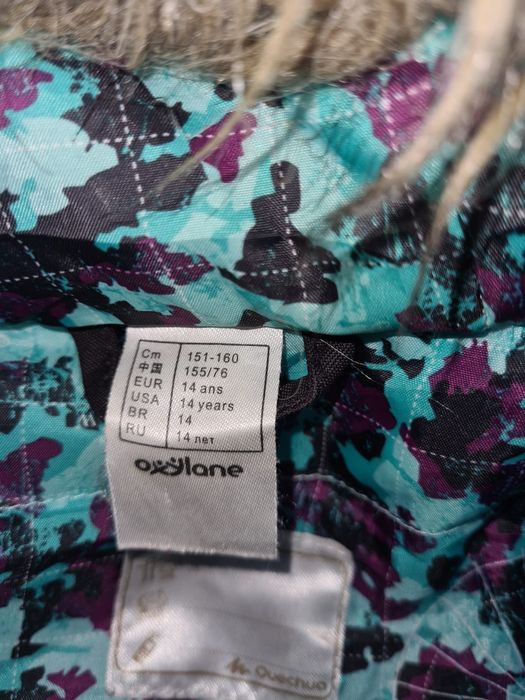 Cm 151-160
中国 155/76
EUR 14 ans
USA 14 years
BR 14
RU 14 лет
oxylane
Quechua